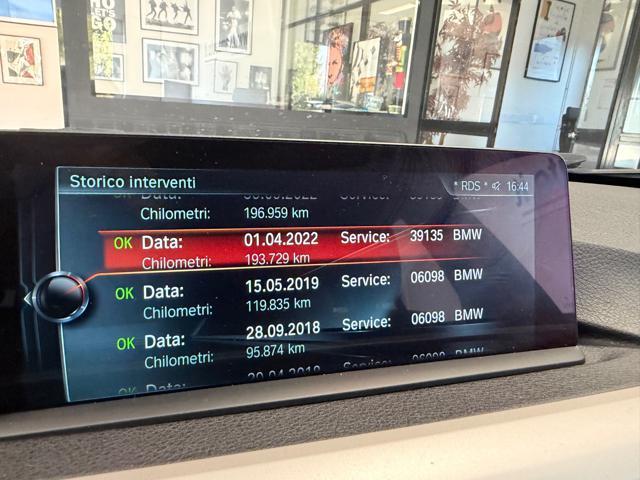 Storico interventi
* RDS * 16:44
Chilometri: 196.959 km
OK Data: 01.04.2022 Service: 39135 BMW
Chilometri: 193.729 km
OK Data: 15.05.2019 Service: 06098 BMW
Chilometri: 119.835 km
OK Data: 28.09.2018 Service: 06098 BMW
Chilometri: 95.874 km